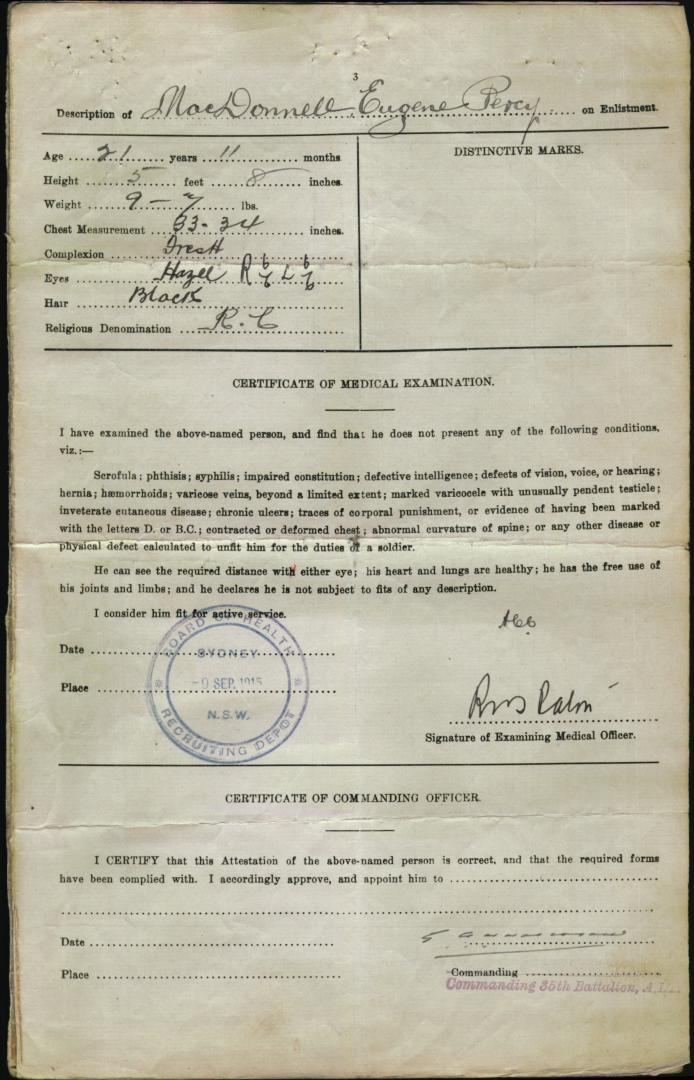 3
Description of MacDonnell Eugene Percy on Enlistment.
Age 21 years 11 months
Height 5 feet 8 inches.
Weight 9 - 7 lbs.
Chest Measurement 33-34 inches.
Complexion Fresh
Eyes Hazel R 6/6 L 6/6
Hair Black
Religious Denomination R.C
DISTINCTIVE MARKS.
CERTIFICATE OF MEDICAL EXAMINATION.
I have examined the above-named person, and find that he does not present any of the following conditions,
viz.:—
Scrofula; phthisis; syphilis; impaired constitution; defective intelligence; defects of vision, voice, or hearing;
hernia; hæmorrhoids; varicose veins, beyond a limited extent; marked varicocele with unusually pendent testicle;
inveterate cutaneous disease; chronic ulcers; traces of corporal punishment, or evidence of having been marked
with the letters D. or B.C.; contracted or deformed chest; abnormal curvature of spine; or any other disease or
physical defect calculated to unfit him for the duties of a soldier.
He can see the required distance with either eye; his heart and lungs are healthy; he has the free use of
his joints and limbs; and he declares he is not subject to fits of any description.
I consider him fit for active service.
Date
Place
BOARD OF HEALTH
SYDNEY
-9 SEP. 1915
N.S.W.
RECRUITING DEPOT
Signature of Examining Medical Officer.
CERTIFICATE OF COMMANDING OFFICER.
I CERTIFY that this Attestation of the above-named person is correct, and that the required forms
have been complied with. I accordingly approve, and appoint him to
Date
Place
Commanding
Commanding 35th Battalion, A.I.F.